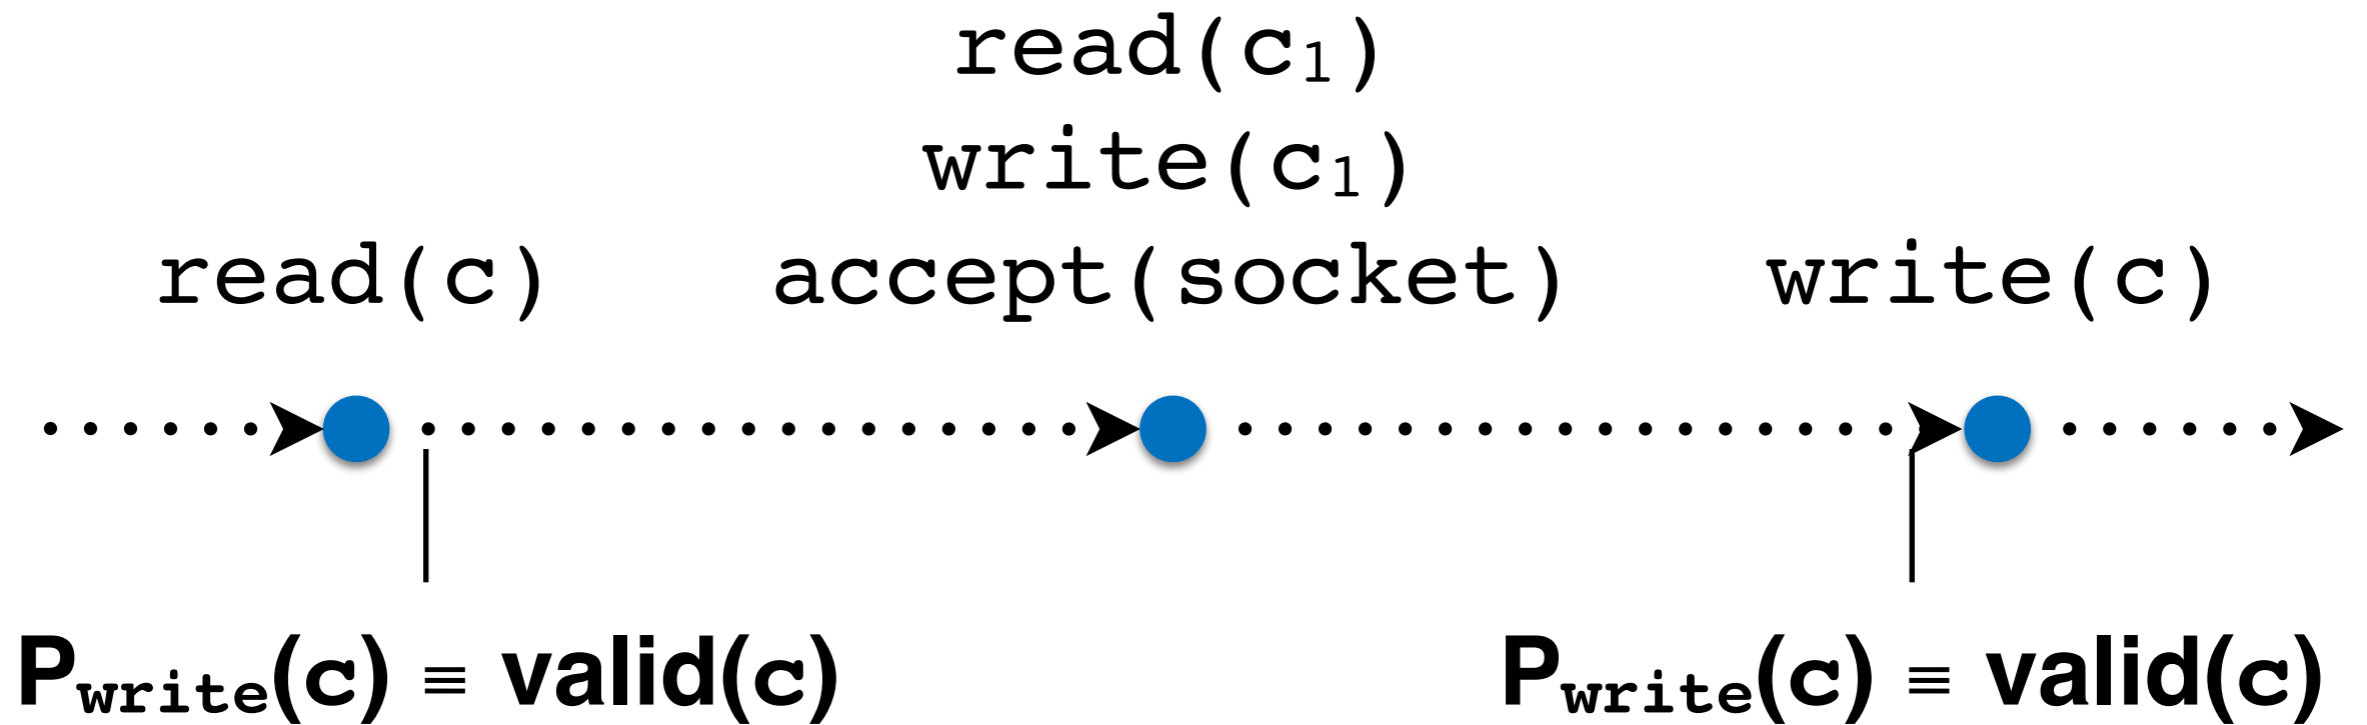 read(c₁)
write(c₁)
read(c) accept(socket) write(c)
P_write(c) ≡ valid(c) P_write(c) ≡ valid(c)